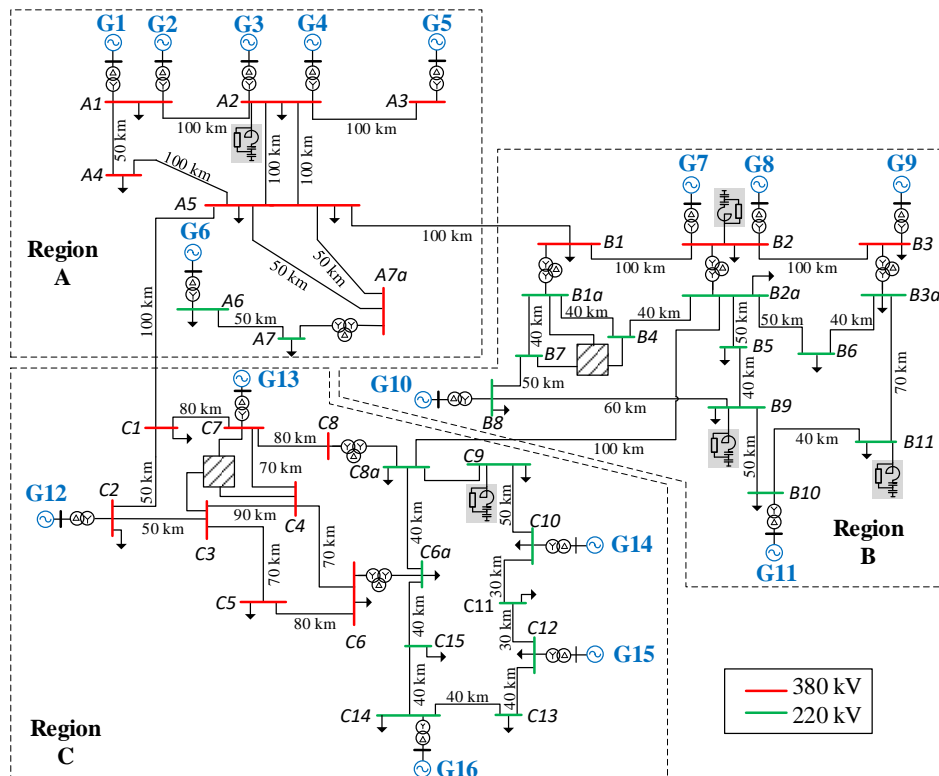 G1 G2 G3 G4 G5
A1 A2 A3
100 km 100 km
50 km 100 km 100 km
A4 100 km
A5
G6
Region
A
100 km
50 km 50 km
A7a
A6
50 km
A7
100 km
G7 G8 G9
B1 B2 B3
100 km 100 km
B1a B2a B3a
40 km 40 km 40 km
B4
50 km 50 km 40 km
B7 B5 B6
70 km
G10
50 km
B8
60 km
40 km
B9
100 km
50 km
40 km
B11
B10
G11
Region
B
G13
80 km
C1 C7 C8
80 km
C8a C9
70 km
50 km
G12
C2
50 km
90 km
C3 C4
50 km
C10
G14
40 km
70 km 70 km
C6a
30 km
C5
C11
80 km
C6
30 km
C12
G15
40 km
C15
40 km
40 km
40 km
C14 C13
G16
Region
C
380 kV
220 kV